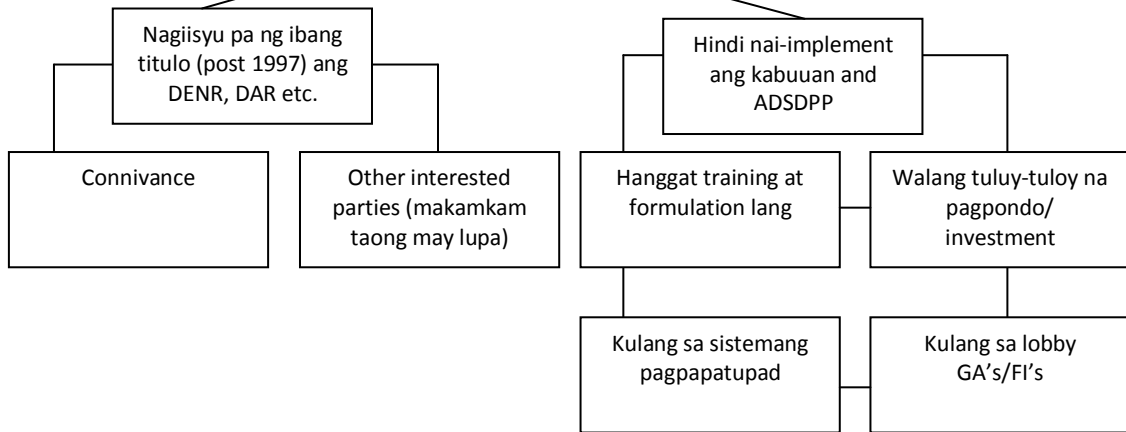 Nagiisyu pa ng ibang
titulo (post 1997) ang
DENR, DAR etc.
Hindi nai-implement
ang kabuuan and
ADSDPP
Connivance
Other interested
parties (makamkam
taong may lupa)
Hanggat training at
formulation lang
Walang tuluy-tuloy na
pagpondo/
investment
Kulang sa sistemang
pagpapatupad
Kulang sa lobby
GA's/FI's